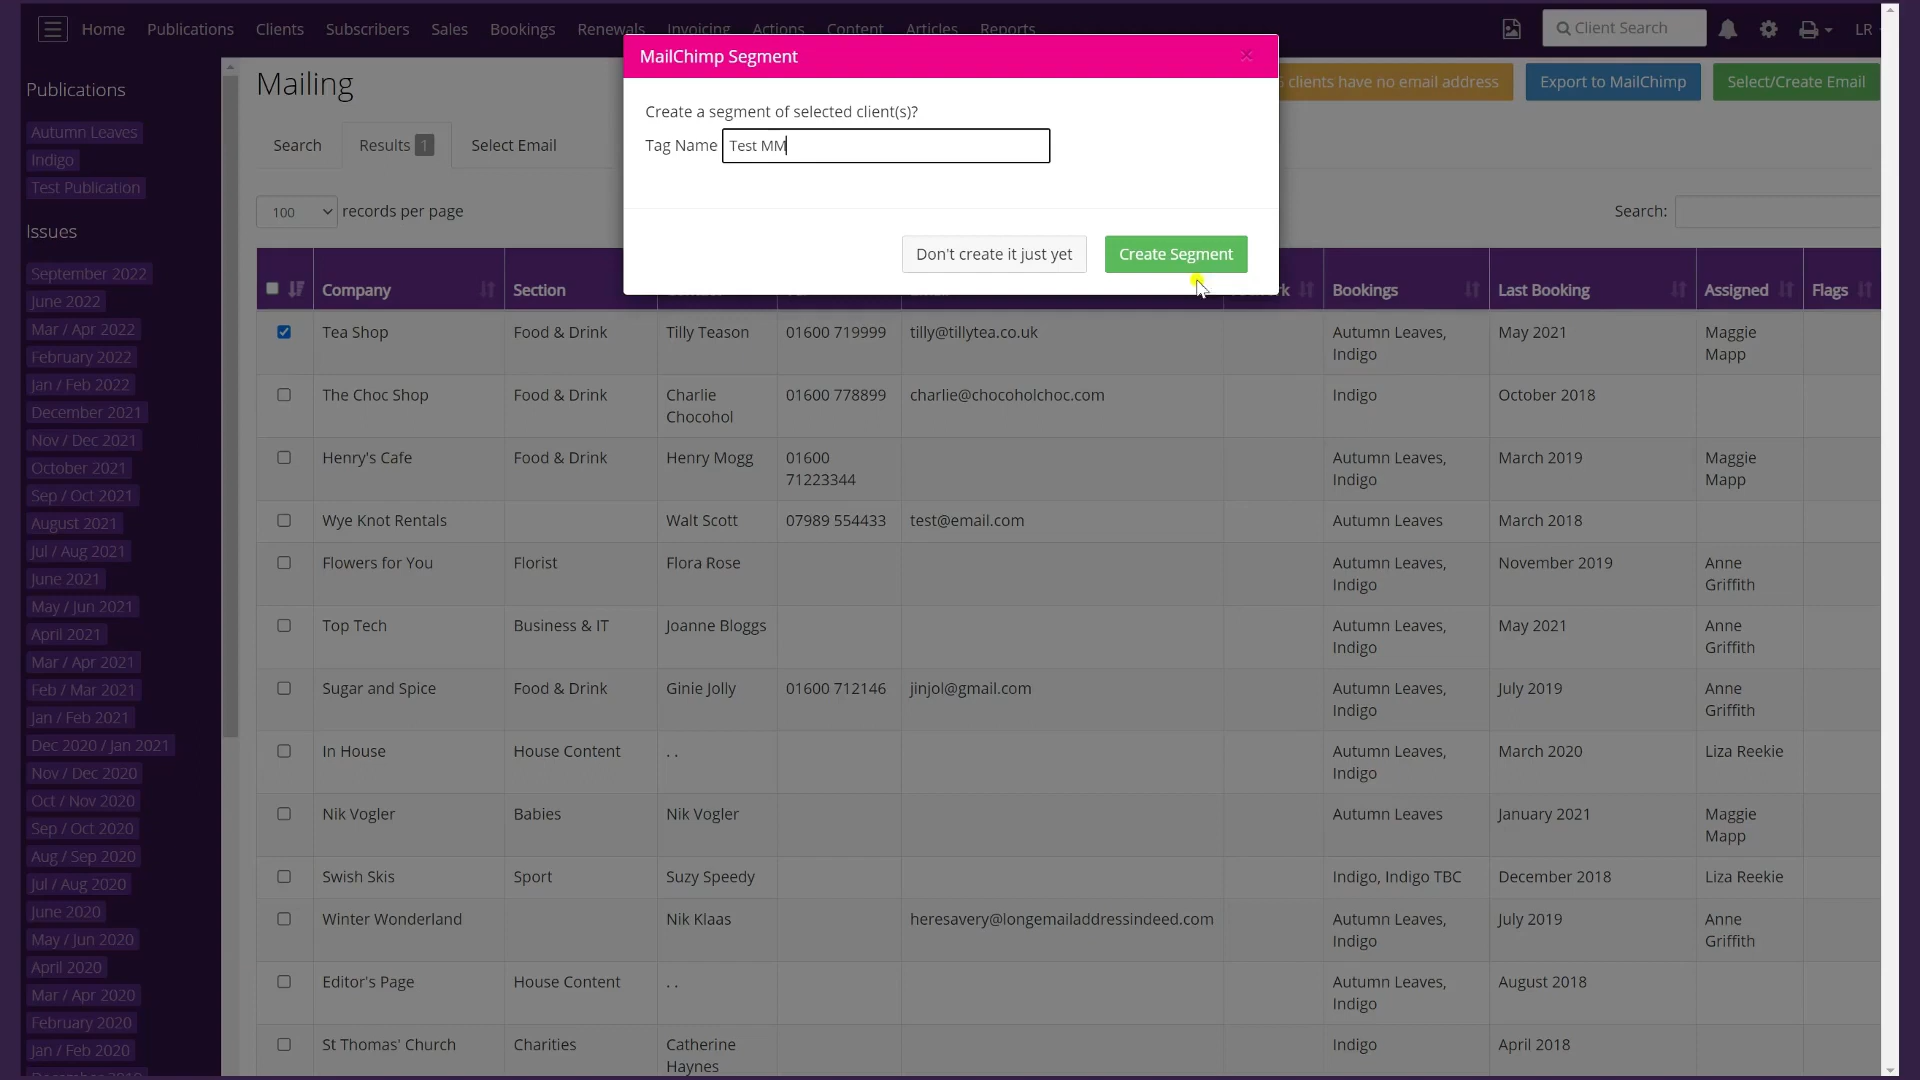 Home Publications Clients Subscribers Sales Bookings Renewals Invoicing Actions Content Articles Reports Client Search LR
MailChimp Segment
×
Create a segment of selected client(s)?
Tag Name Test MM
Don't create it just yet Create Segment
Publications
Autumn Leaves
Indigo
Test Publication
Issues
September 2022
June 2022
Mar / Apr 2022
February 2022
Jan / Feb 2022
December 2021
Nov / Dec 2021
October 2021
Sep / Oct 2021
August 2021
Jul / Aug 2021
June 2021
May / Jun 2021
April 2021
Mar / Apr 2021
Feb / Mar 2021
Jan / Feb 2021
Dec 2020 / Jan 2021
Nov / Dec 2020
Oct / Nov 2020
Sep / Oct 2020
Aug / Sep 2020
Jul / Aug 2020
June 2020
May / Jun 2020
April 2020
Mar / Apr 2020
February 2020
Jan / Feb 2020
Mailing
clients have no email address Export to MailChimp Select/Create Email
Search Results 1 Select Email
100 records per page Search:
Company Section Bookings Last Booking Assigned Flags
Tea Shop Food & Drink Tilly Teason 01600 719999 tilly@tillytea.co.uk Autumn Leaves, May 2021 Maggie
Indigo Mapp
The Choc Shop Food & Drink Charlie 01600 778899 charlie@chocoholchoc.com Indigo October 2018
Chocohol
Henry's Cafe Food & Drink Henry Mogg 01600 Autumn Leaves, March 2019 Maggie
71223344 Indigo Mapp
Wye Knot Rentals Walt Scott 07989 554433 test@email.com Autumn Leaves March 2018
Flowers for You Florist Flora Rose Autumn Leaves, November 2019 Anne
Indigo Griffith
Top Tech Business & IT Joanne Bloggs Autumn Leaves, May 2021 Anne
Indigo Griffith
Sugar and Spice Food & Drink Ginie Jolly 01600 712146 jinjol@gmail.com Autumn Leaves, July 2019 Anne
Indigo Griffith
In House House Content . . Autumn Leaves, March 2020 Liza Reekie
Indigo
Nik Vogler Babies Nik Vogler Autumn Leaves January 2021 Maggie
Mapp
Swish Skis Sport Suzy Speedy Indigo, Indigo TBC December 2018 Liza Reekie
Winter Wonderland Nik Klaas heresavery@longemailaddressindeed.com Autumn Leaves, July 2019 Anne
Indigo Griffith
Editor's Page House Content . . Autumn Leaves, August 2018
Indigo
St Thomas' Church Charities Catherine Indigo April 2018
Haynes